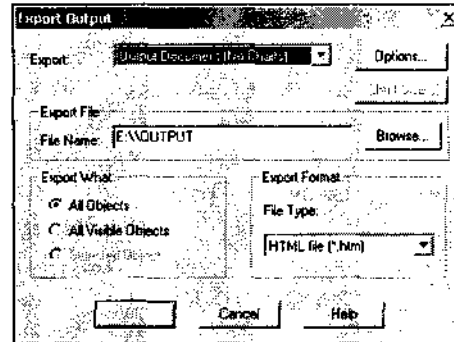 Export Output
Export: Output Document (No Charts)
Options...
Export File
File Name: E:\\OUTPUT
Browse...
Export What
Export Format
All Objects
File Type:
All Visible Objects
HTML file (*.htm)
Cancel
Help